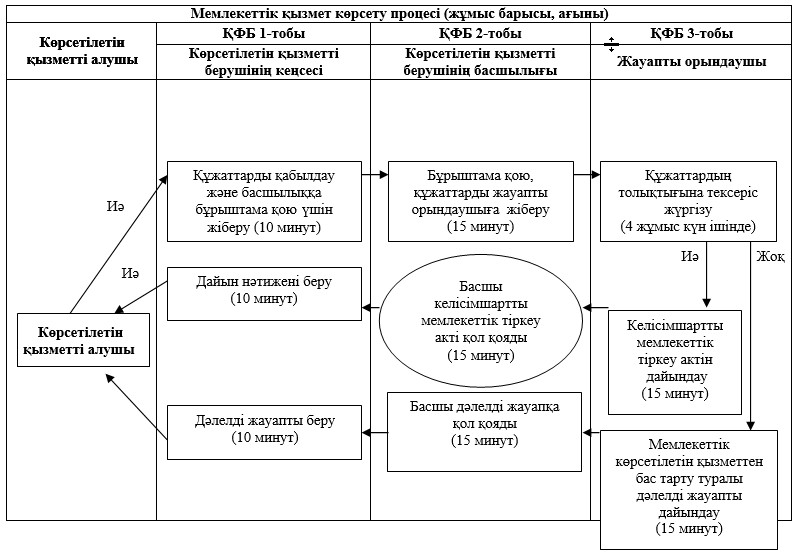 Мемлекеттік қызмет көрсету процесі (жұмыс барысы, ағыны)
Көрсетілетін
қызметті алушы
ҚФБ 1-тобы
Көрсетілетін қызметті
берушінің кеңсесі
ҚФБ 2-тобы
Көрсетілетін қызметті
берушінің басшылығы
ҚФБ 3-тобы
Жауапты орындаушы
Құжаттарды қабылдау
және басшылыққа
бұрыштама қою үшін
жіберу (10 минут)
Бұрыштама қою,
құжаттарды жауапты
орындаушыға жіберу
(15 минут)
Құжаттардың
толықтығына тексеріс
жүргізу
(4 жұмыс күн ішінде)
Иә
Иә
Иә
Жоқ
Дайын нәтижені беру
(10 минут)
Басшы
келісімшартты
мемлекеттік тіркеу
акті қол қояды
(15 минут)
Көрсетілетін
қызметті алушы
Келісімшартты
мемлекеттік
тіркеу актін
дайындау
(15 минут)
Дәлелді жауапты беру
(10 минут)
Басшы дәлелді жауапқа
қол қояды
(15 минут)
Мемлекеттік
көрсетілетін қызметтен
бас тарту туралы
дәлелді жауапты
дайындау
(15 минут)